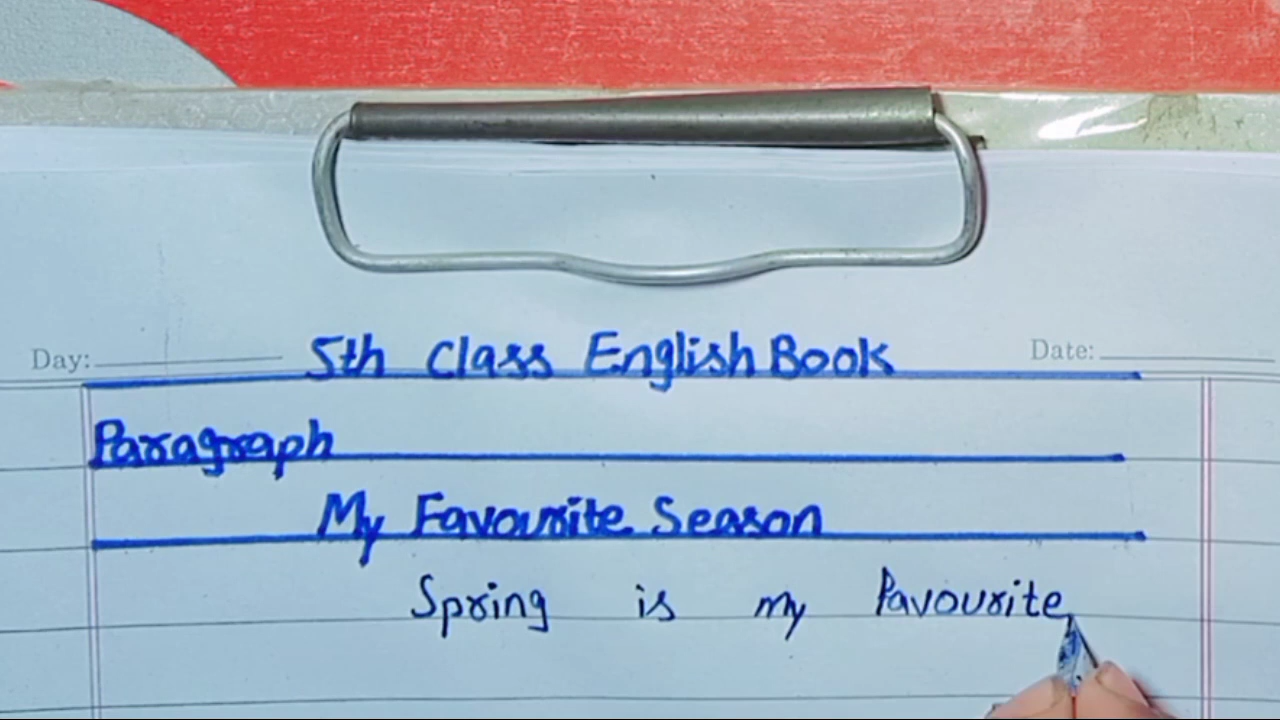 Day: 5th Class English Book Date:
Paragraph
My Favourite Season
Spring is my favourite